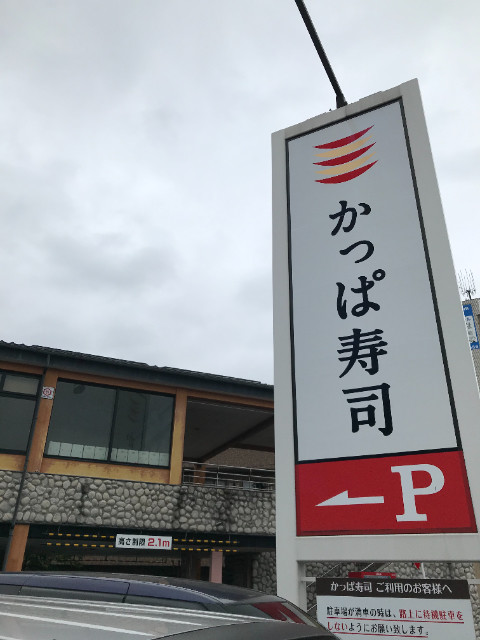 かっぱ寿司
P
高さ制限 2.1m
かっぱ寿司 ご利用のお客様へ
駐車場が満車の時は、路上に待機駐車を
しないようにお願い致します。